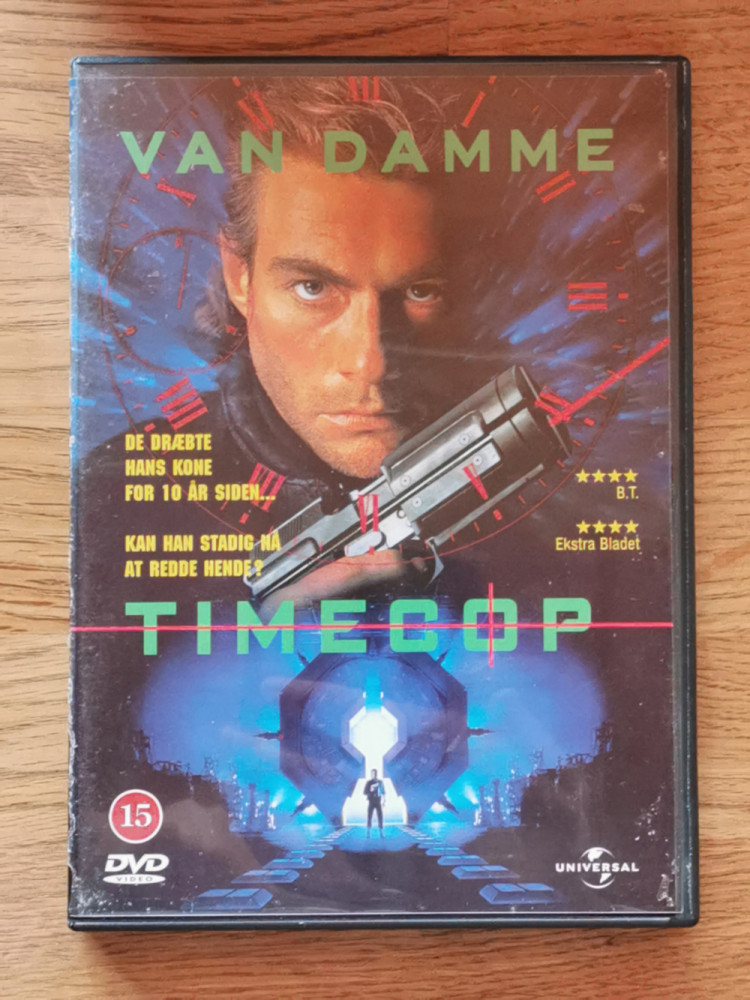 VAN DAMME
DE DRÆBTE
HANS KONE
FOR 10 ÅR SIDEN...
KAN HAN STADIG NÅ
AT REDDE HENDE?
★★★★
B.T.
★★★★
Ekstra Bladet
TIMECOP
15
DVD
VIDEO
UNIVERSAL